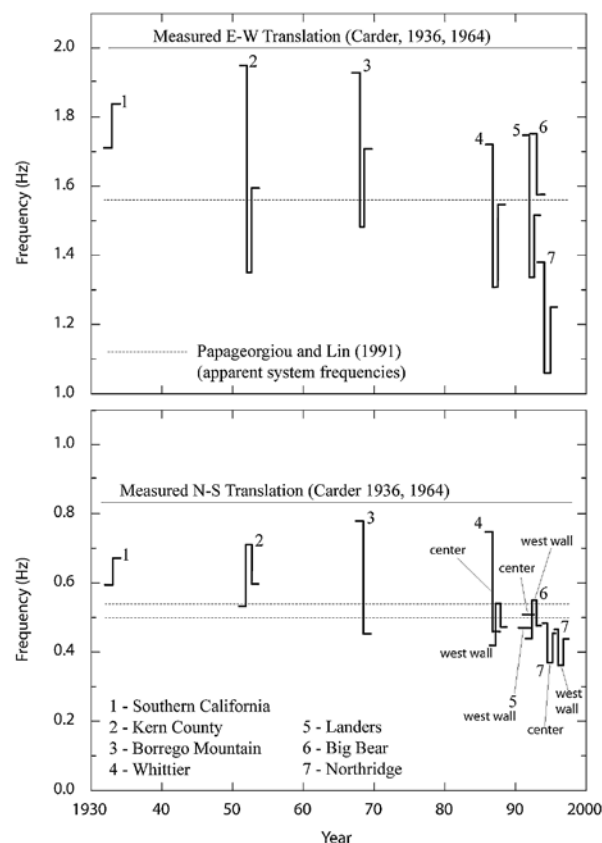 Measured E-W Translation (Carder, 1936, 1964)
2.0
1.8
1.6
1.4
1.2
1.0
Frequency (Hz)
1
2
3
4
5
6
7
Papageorgiou and Lin (1991)
(apparent system frequencies)
Measured N-S Translation (Carder 1936, 1964)
1.0
0.8
0.6
0.4
0.2
0.0
Frequency (Hz)
1
2
3
4
center
west wall
center
west wall
6
5
west wall
7
center
7
west wall
1 - Southern California
2 - Kern County
3 - Borrego Mountain
4 - Whittier
5 - Landers
6 - Big Bear
7 - Northridge
1930
50
60
70
80
90
2000
Year